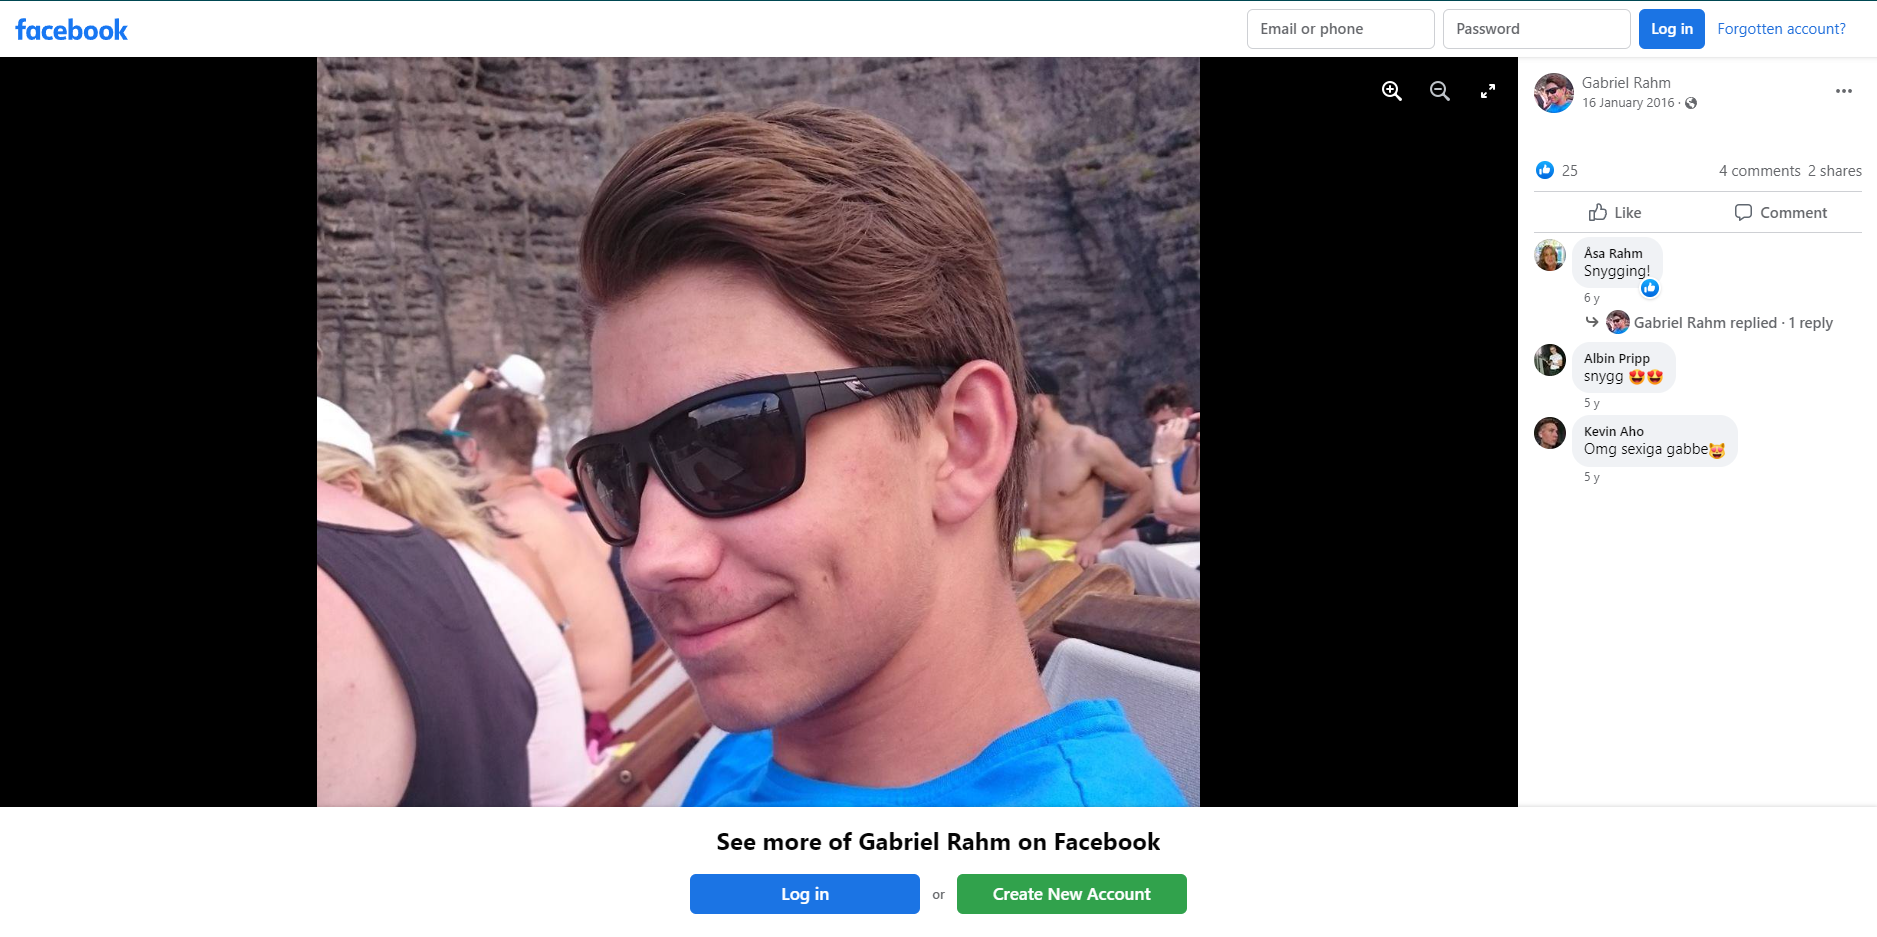 facebook
Email or phone
Password
Log in
Forgotten account?
Gabriel Rahm
16 January 2016 ·
25
4 comments 2 shares
Like
Comment
Åsa Rahm
Snygging!
6 y
Gabriel Rahm replied · 1 reply
Albin Pripp
snygg 😍😍
5 y
Kevin Aho
Omg sexiga gabbe😻
5 y
See more of Gabriel Rahm on Facebook
Log in
or
Create New Account